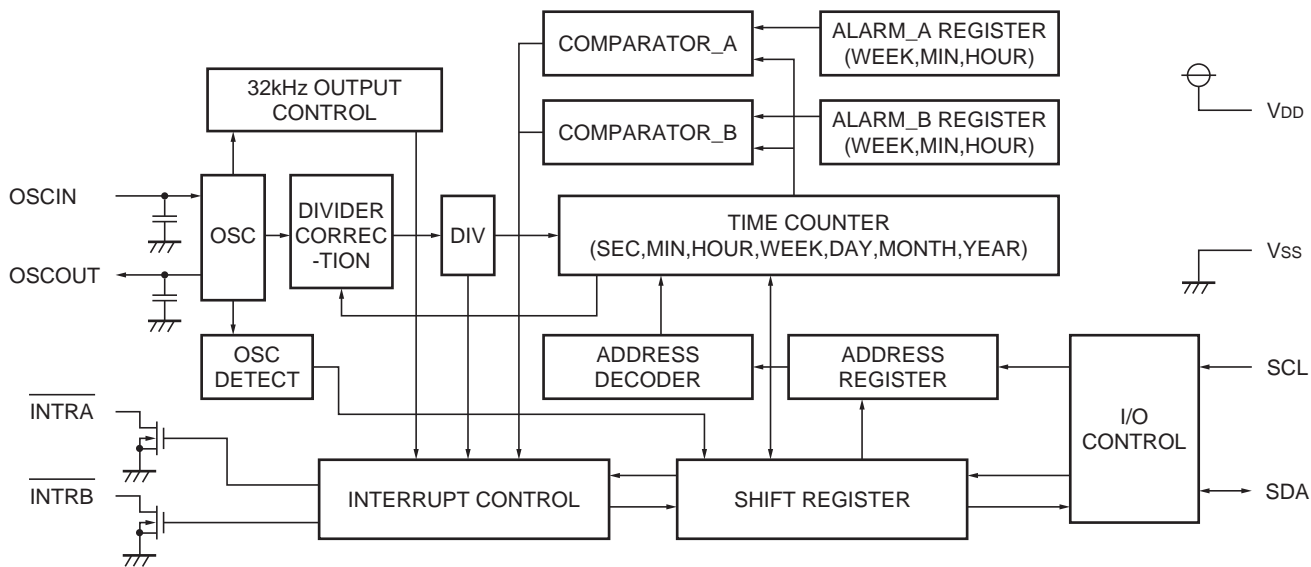 COMPARATOR_A
ALARM_A REGISTER
(WEEK,MIN,HOUR)
32kHz OUTPUT
CONTROL
COMPARATOR_B
ALARM_B REGISTER
(WEEK,MIN,HOUR)
VDD
OSCIN
OSC
DIVIDER
CORREC
-TION
DIV
TIME COUNTER
(SEC,MIN,HOUR,WEEK,DAY,MONTH,YEAR)
OSCOUT
VSS
OSC
DETECT
ADDRESS
DECODER
ADDRESS
REGISTER
I/O
CONTROL
SCL
INTRA
INTRB
INTERRUPT CONTROL
SHIFT REGISTER
SDA